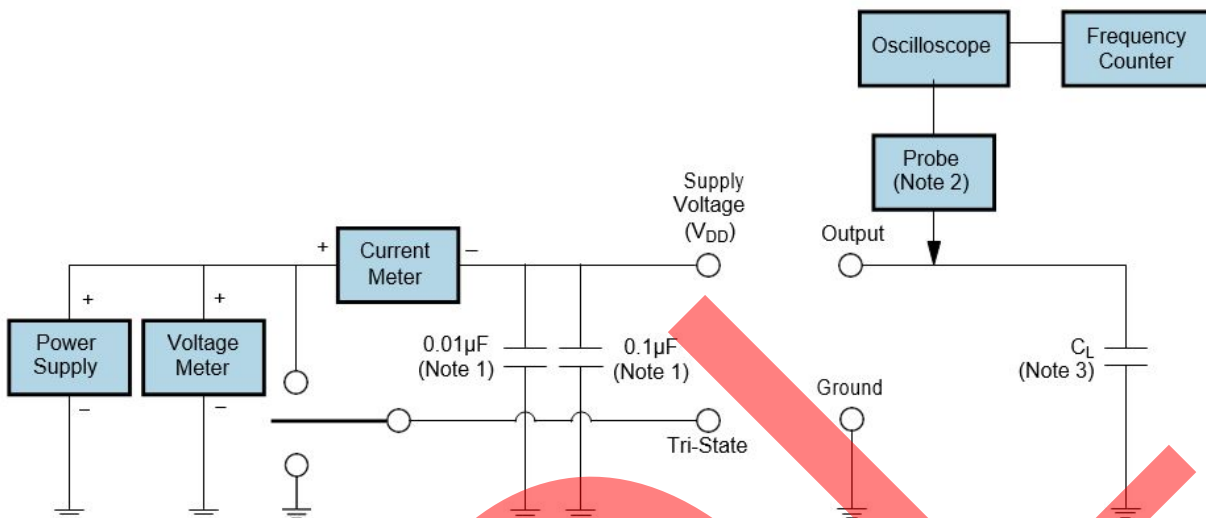 Oscilloscope
Frequency
Counter
Probe
(Note 2)
Supply
Voltage
(VDD)
Output
+
Current
Meter
–
+
+
Power
Supply
Voltage
Meter
–
–
0.01µF
(Note 1)
0.1µF
(Note 1)
CL
(Note 3)
Ground
Tri-State